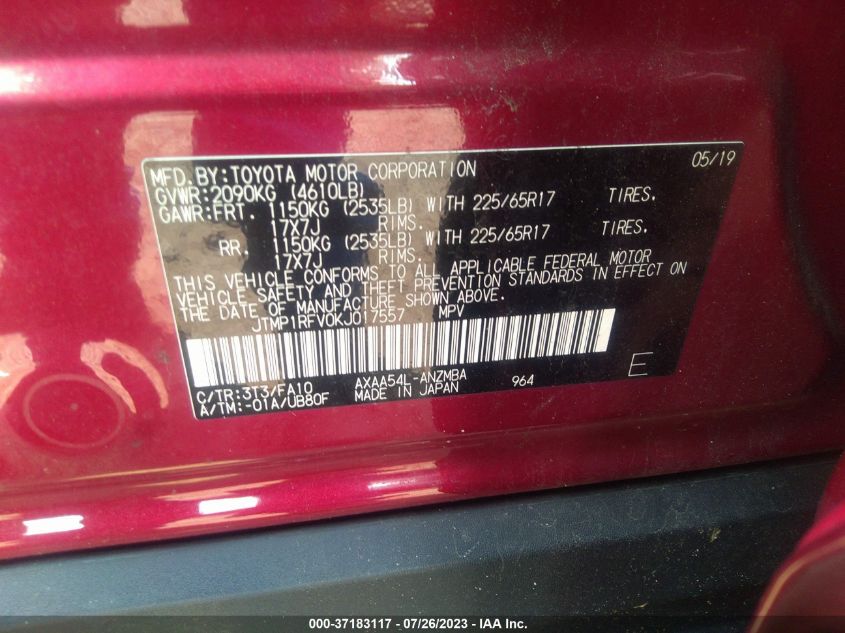 MFD.BY:TOYOTA MOTOR CORPORATION 05/19
GVWR:2090KG (4610LB)
GAWR:FRT. 1150KG (2535LB) WITH 225/65R17 TIRES.
17X7J RIMS.
RR. 1150KG (2535LB) WITH 225/65R17 TIRES.
17X7J RIMS.
THIS VEHICLE CONFORMS TO ALL APPLICABLE FEDERAL MOTOR
VEHICLE SAFETY AND THEFT PREVENTION STANDARDS IN EFFECT ON
THE DATE OF MANUFACTURE SHOWN ABOVE.
JTMP1RFV0KJ017557 MPV
E
C/TR:3T3/FA10 AXAA54L-ANZMBA 964
A/TM:-01A/UB80F MADE IN JAPAN
000-37183117 - 07/26/2023 - IAA Inc.